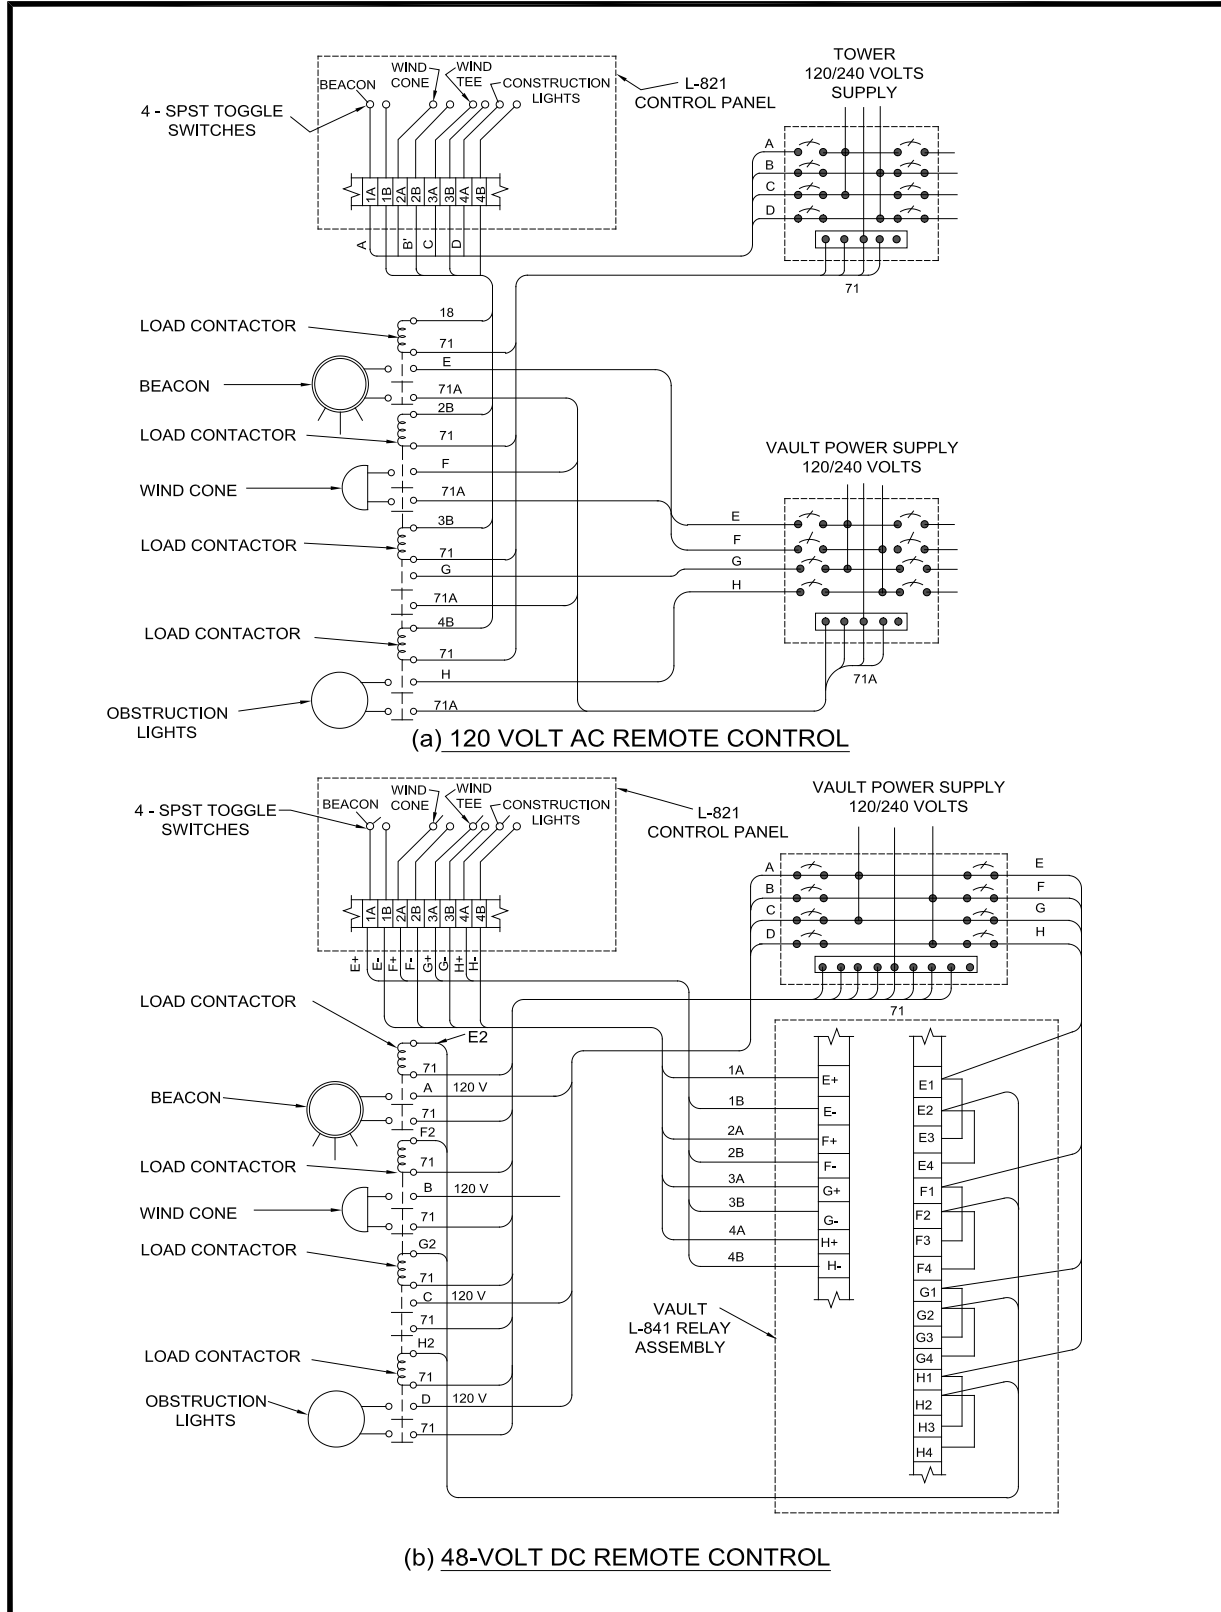 TOWER
120/240 VOLTS
SUPPLY
BEACON
WIND
CONE
WIND
TEE
CONSTRUCTION
LIGHTS
L-821
CONTROL PANEL
4 - SPST TOGGLE
SWITCHES
1A 1B 2A 2B 3A 3B 4A 4B
A
B
C
D
A B' C D
71
LOAD CONTACTOR
18
71
BEACON
E
71A
LOAD CONTACTOR
2B
71
WIND CONE
F
71A
LOAD CONTACTOR
3B
71
G
71A
LOAD CONTACTOR
4B
71
OBSTRUCTION
LIGHTS
H
71A
VAULT POWER SUPPLY
120/240 VOLTS
E
F
G
H
71A
(a) 120 VOLT AC REMOTE CONTROL
4 - SPST TOGGLE
SWITCHES
BEACON
WIND
CONE
WIND
TEE
CONSTRUCTION
LIGHTS
L-821
CONTROL PANEL
1A 1B 2A 2B 3A 3B 4A 4B
E+ E- F+ F- G+ G- H+ H-
VAULT POWER SUPPLY
120/240 VOLTS
A
B
C
D
E
F
G
H
71
LOAD CONTACTOR
E2
71
BEACON
A 120 V
71
LOAD CONTACTOR
F2
71
WIND CONE
B 120 V
71
LOAD CONTACTOR
G2
71
C 120 V
71
LOAD CONTACTOR
H2
71
OBSTRUCTION
LIGHTS
D 120 V
71
1A
1B
2A
2B
3A
3B
4A
4B
E+
E-
F+
F-
G+
G-
H+
H-
E1
E2
E3
E4
F1
F2
F3
F4
G1
G2
G3
G4
H1
H2
H3
H4
VAULT
L-841 RELAY
ASSEMBLY
(b) 48-VOLT DC REMOTE CONTROL